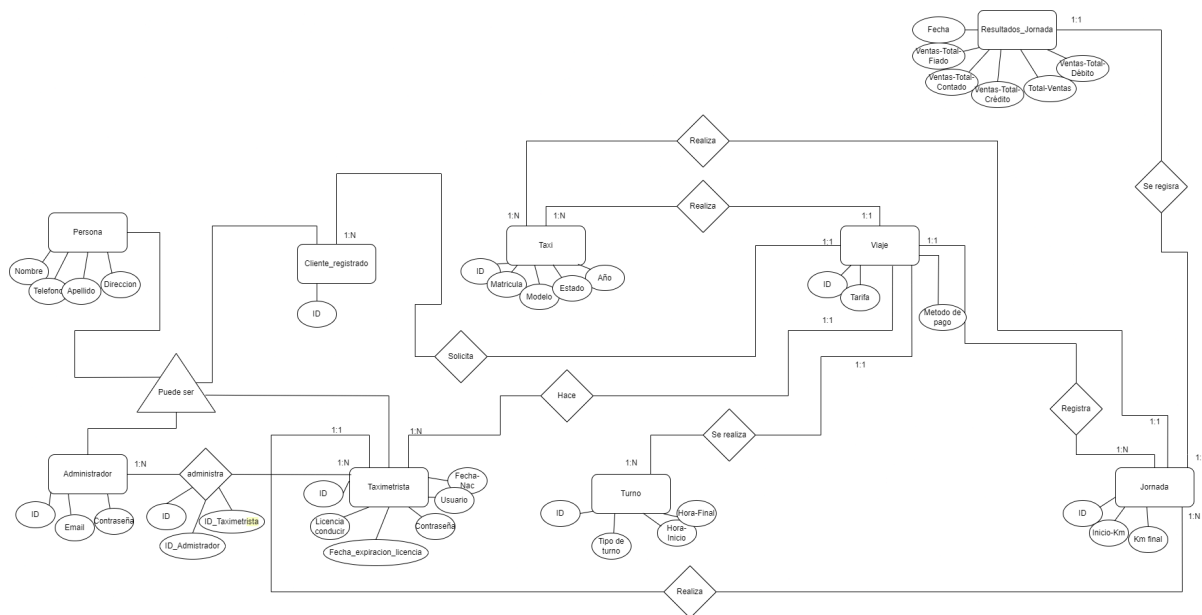 1:1
Fecha
Resultados_Jornada
Ventas-Total-
Fiado
Ventas-Total-
Débito
Ventas-Total-
Contado
Ventas-Total-
Crédito
Total-Ventas
Realiza
Se regisra
Realiza
1:N
1:N
1:N
1:1
Persona
Taxi
Viaje
1:1
1:1
Cliente_registrado
Nombre
Telefono
Apellido
Direccion
ID
Matricula
Modelo
Estado
Año
ID
Tarifa
ID
Metodo de
pago
1:1
1:1
Solicita
Puede ser
Hace
Registra
1:1
1:1
1:N
Se realiza
1:N
1:N
1:N
1:N
1:
Administrador
administra
Taximetrista
Turno
Jornada
Fecha-
Nac
ID
Usuario
ID
Email
Contraseña
ID
ID_Taximetrista
Licencia
conducir
Contraseña
ID
Hora-Final
Hora-
Inicio
Tipo de
turno
ID
Inicio-Km
Km final
1:N
ID_Admistrador
Fecha_expiracion_licencia
Realiza